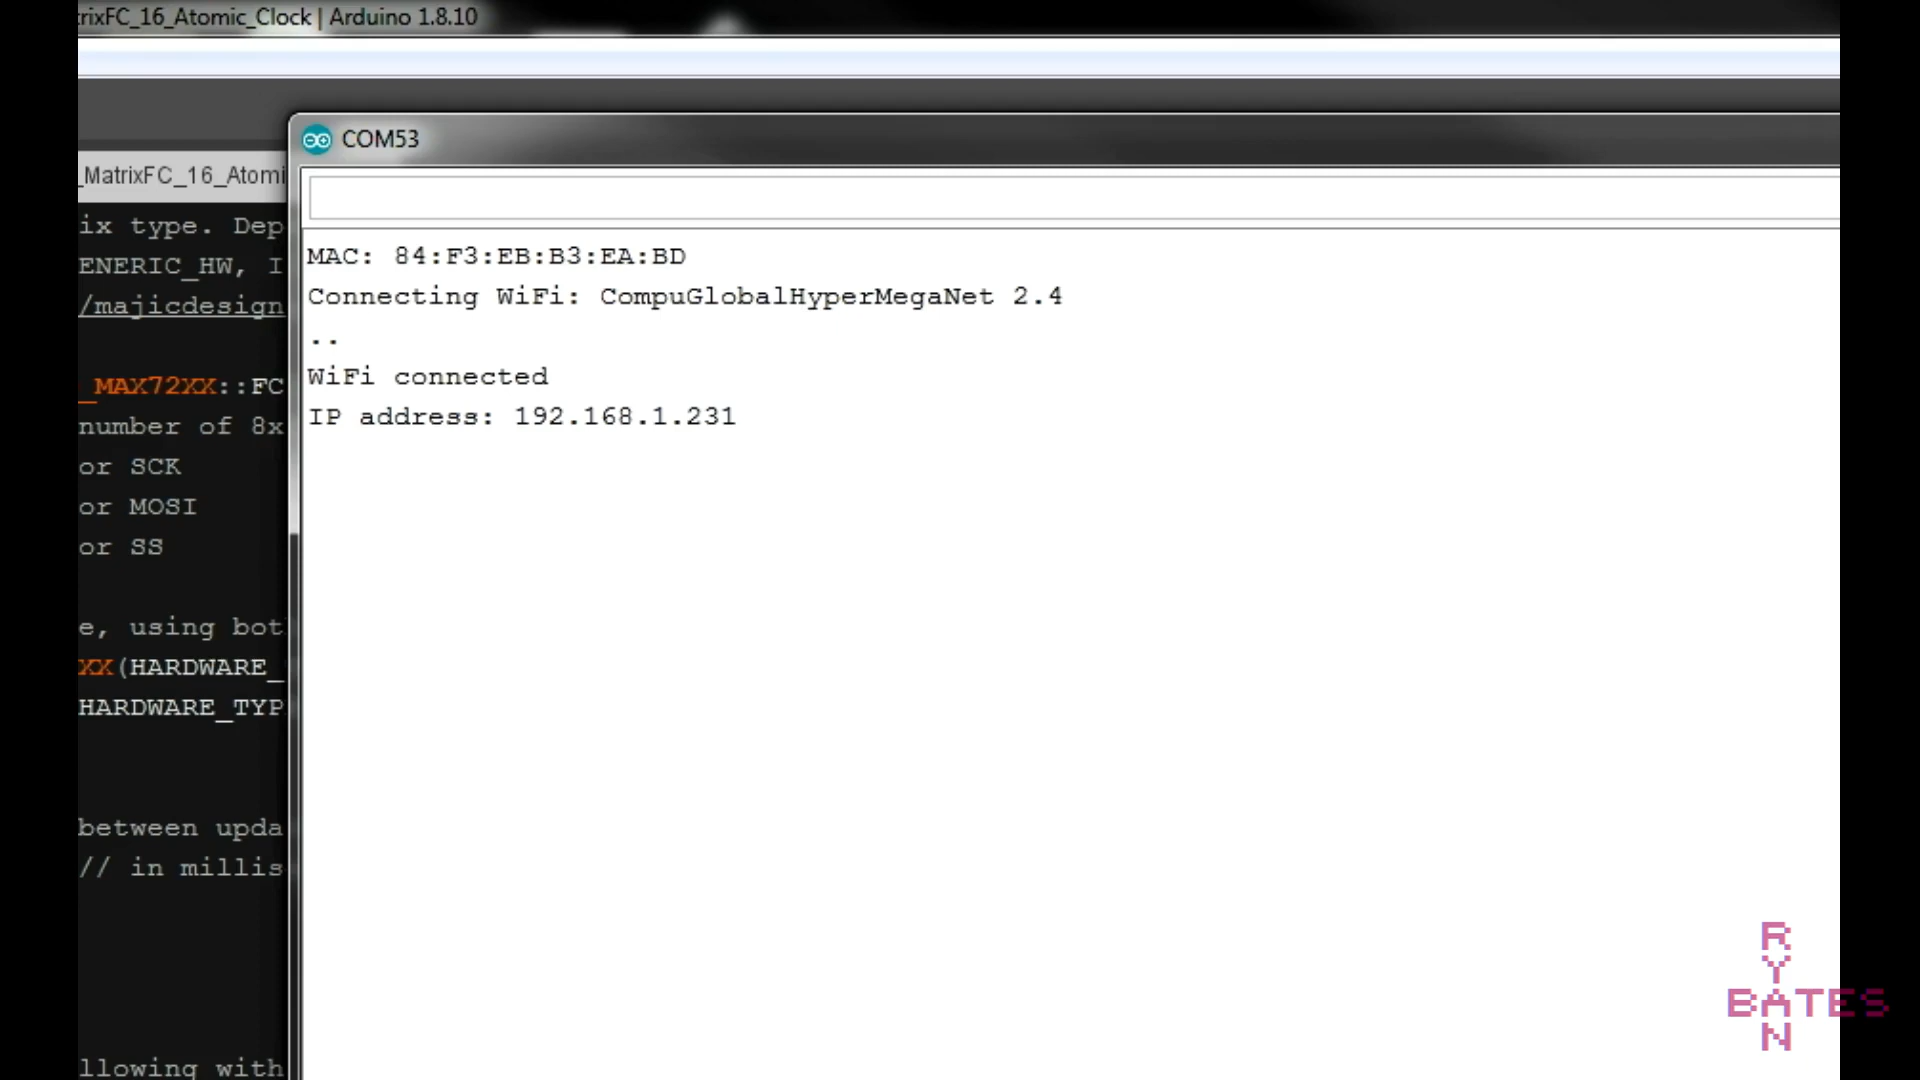 rixFC_16_Atomic_Clock | Arduino 1.8.10
COM53
_MatrixFC_16_Atomi
MAC: 84:F3:EB:B3:EA:BD
Connecting WiFi: CompuGlobalHyperMegaNet 2.4
..
WiFi connected
IP address: 192.168.1.231
ix type. Dep
ENERIC_HW, I
/majicdesign
_MAX72XX::FC
number of 8x
or SCK
or MOSI
or SS
e, using bot
XX(HARDWARE_
HARDWARE_TYP
between upda
// in millis
llowing with
RYAN
BATES